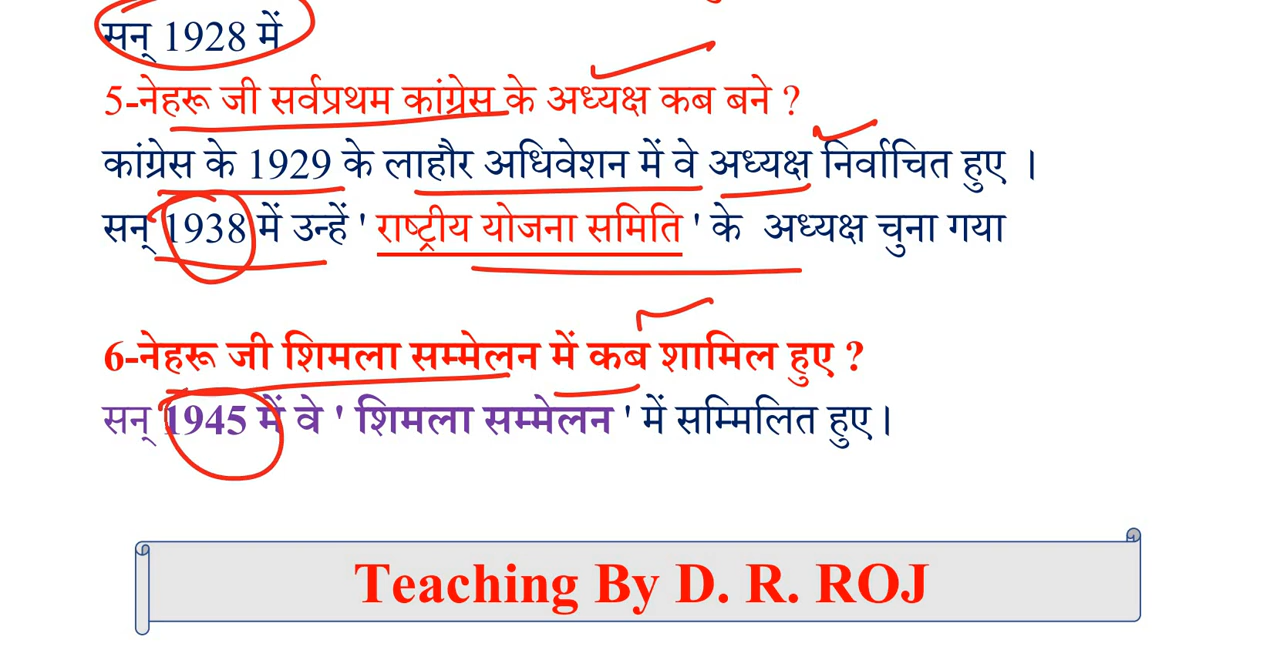 सन् 1928 में
5-नेहरू जी सर्वप्रथम कांग्रेस के अध्यक्ष कब बने ?
कांग्रेस के 1929 के लाहौर अधिवेशन में वे अध्यक्ष निर्वाचित हुए ।
सन् 1938 में उन्हें ' राष्ट्रीय योजना समिति ' के अध्यक्ष चुना गया
6-नेहरू जी शिमला सम्मेलन में कब शामिल हुए ?
सन् 1945 में वे ' शिमला सम्मेलन ' में सम्मिलित हुए।
Teaching By D. R. ROJ